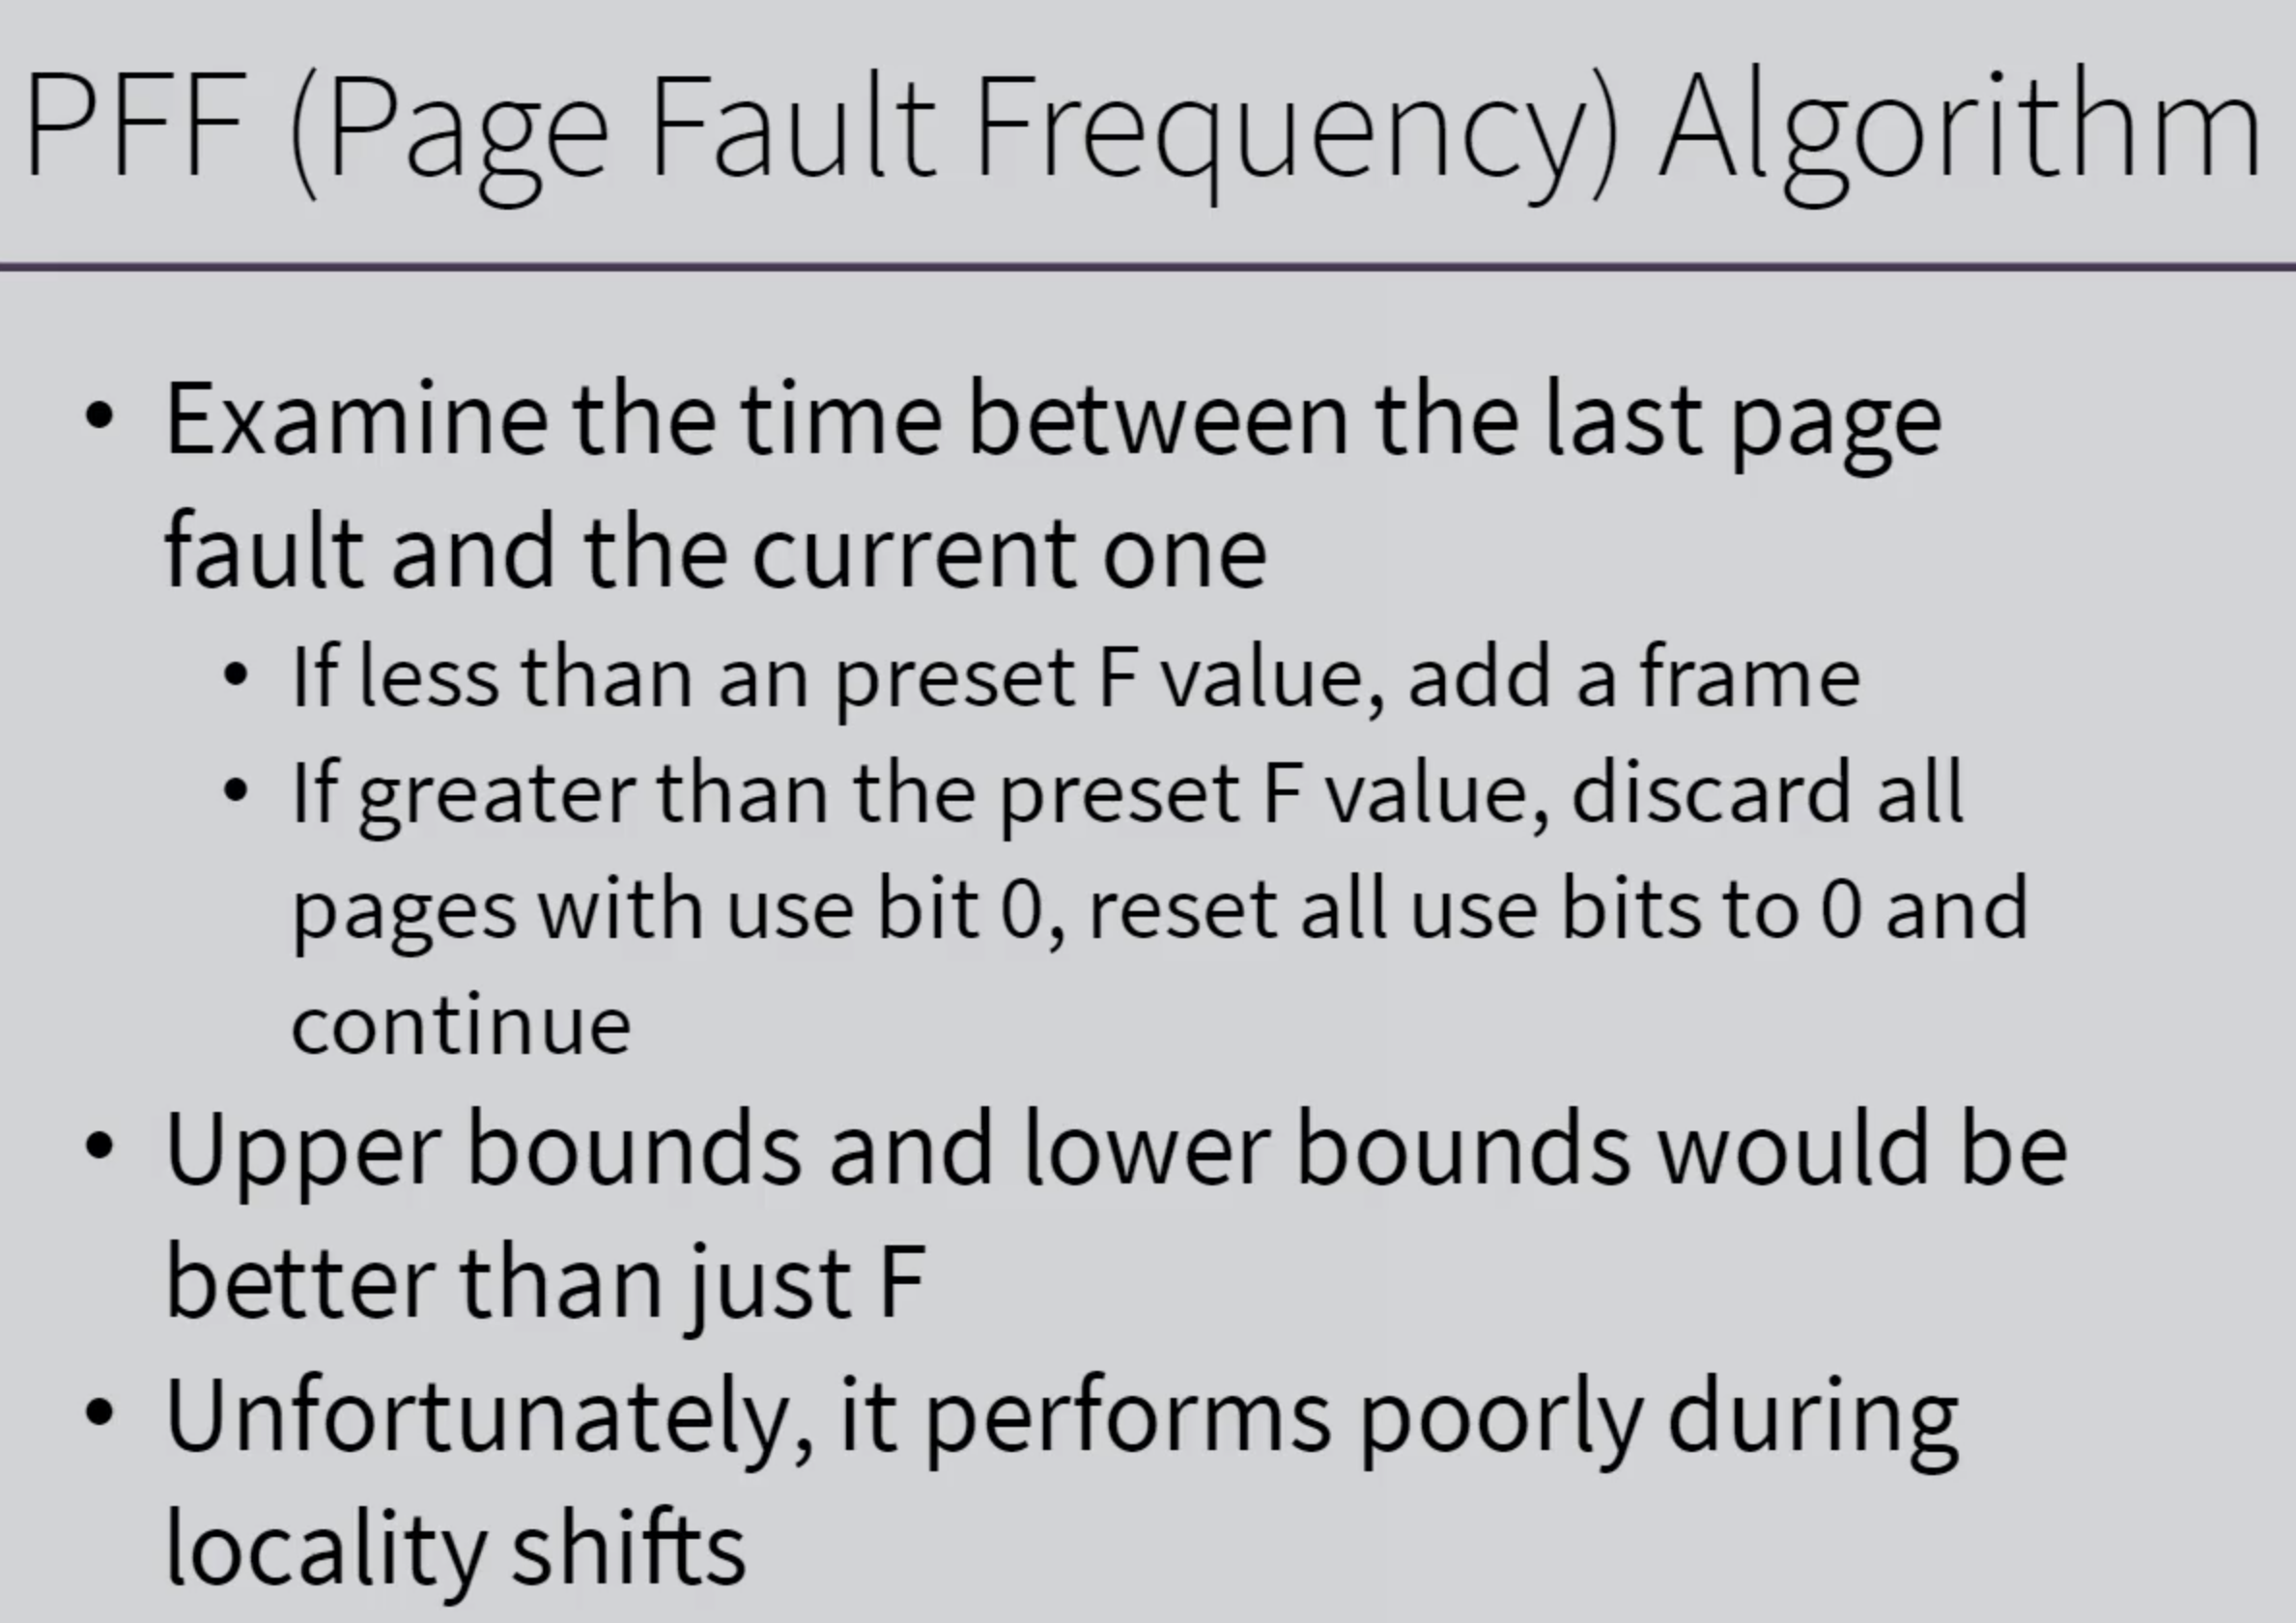 PFF (Page Fault Frequency) Algorithm
• Examine the time between the last page
fault and the current one
• If less than an preset F value, add a frame
• If greater than the preset F value, discard all
pages with use bit 0, reset all use bits to 0 and
continue
• Upper bounds and lower bounds would be
better than just F
• Unfortunately, it performs poorly during
locality shifts